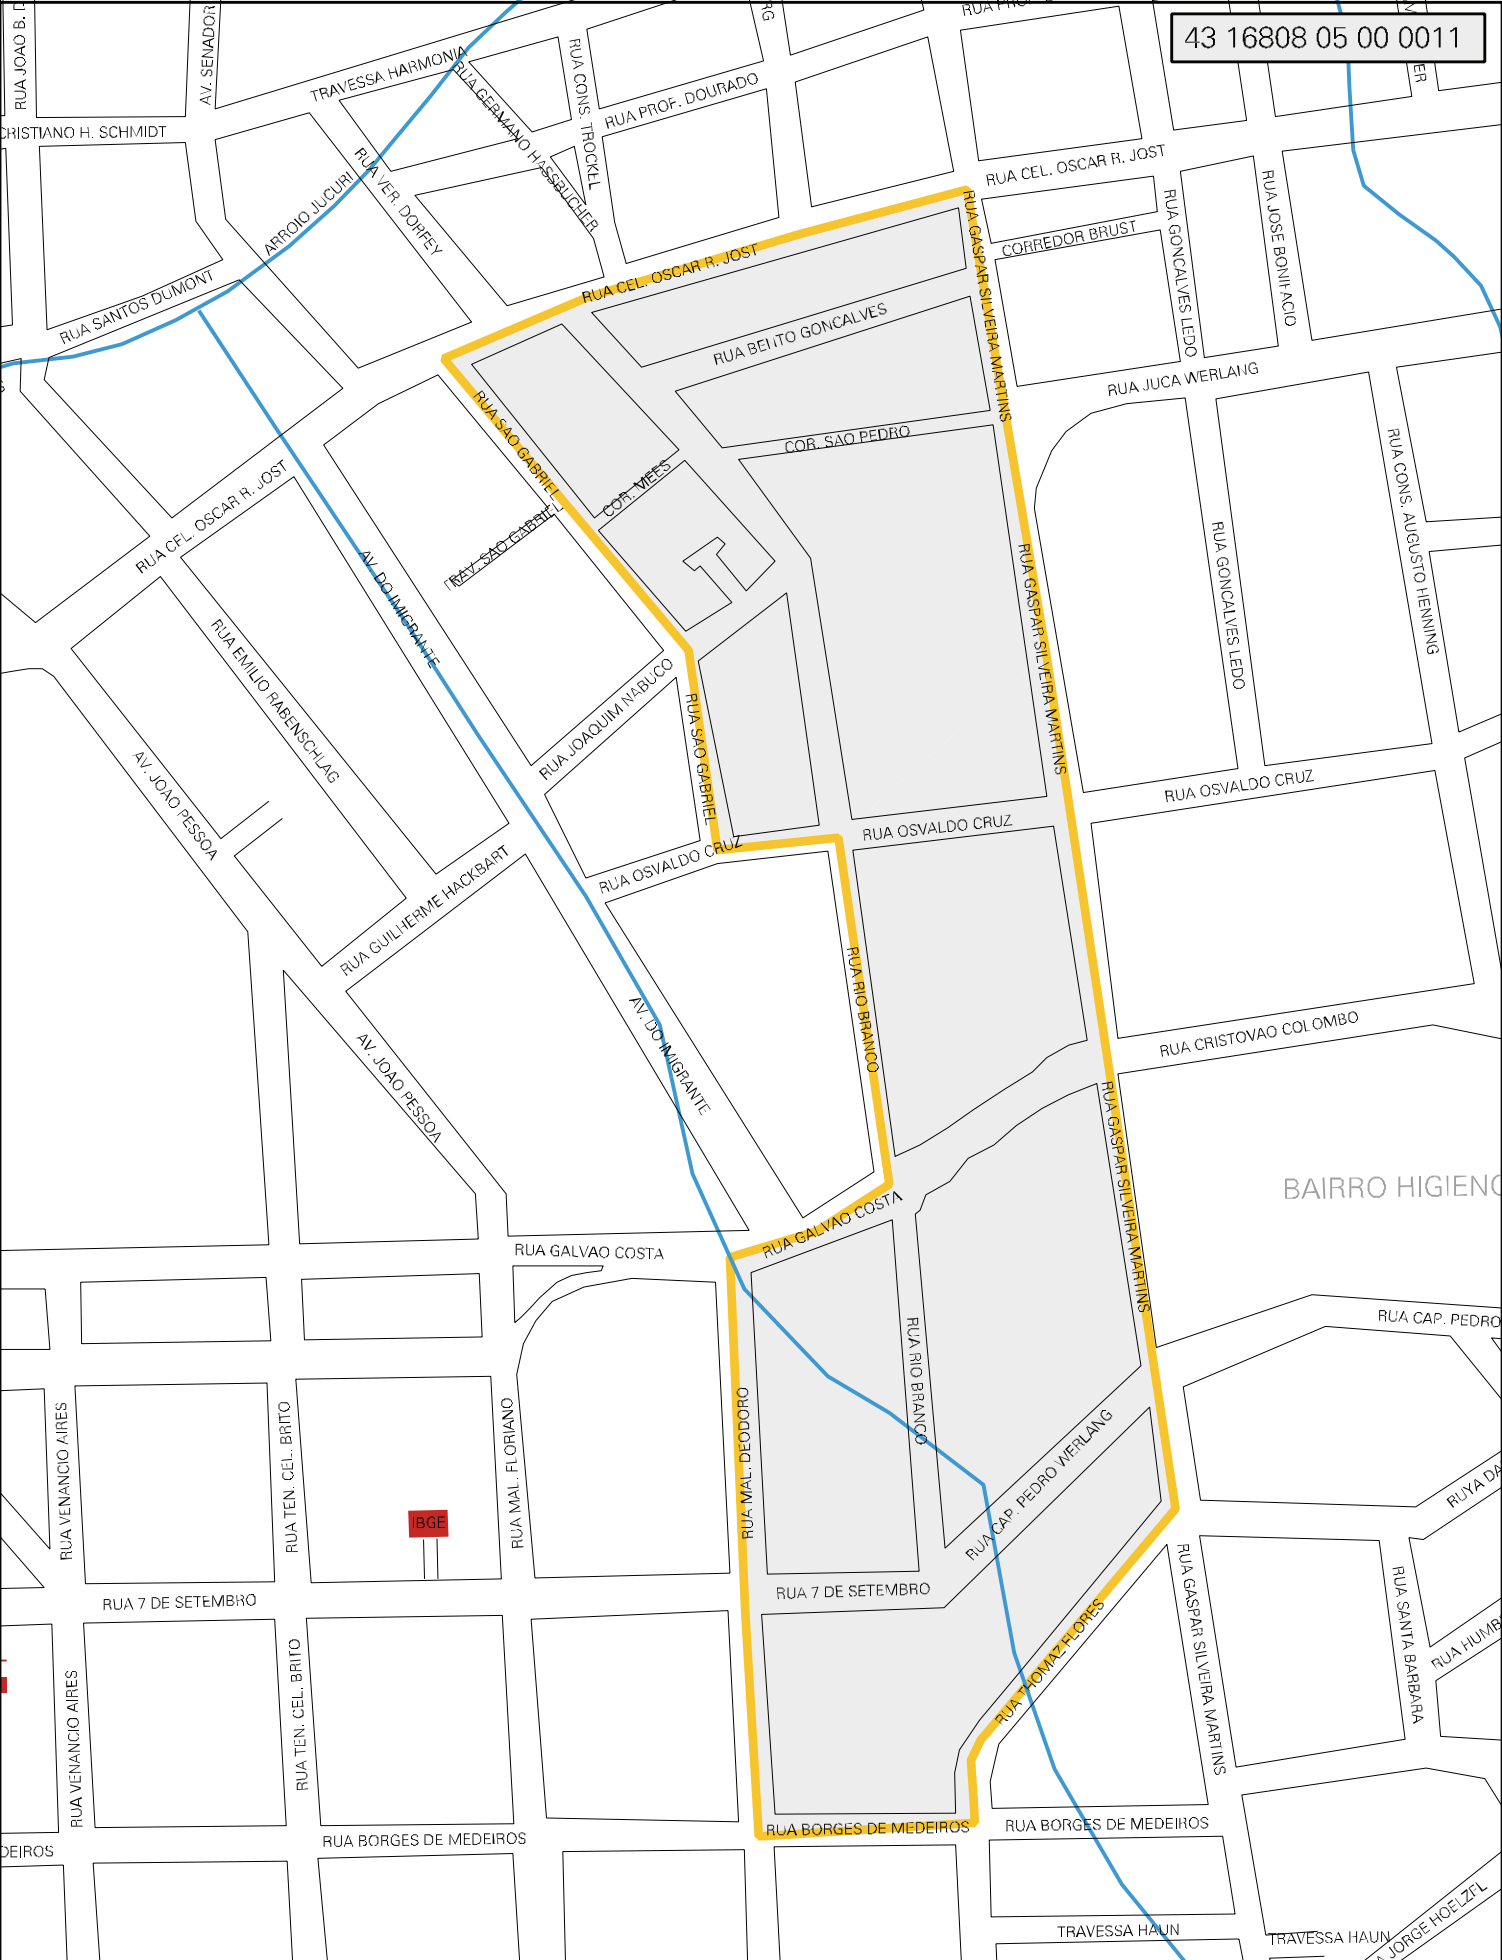 RUA JOAO B. D
AV. SENADOR
43 16808 05 00 0011
TRAVESSA HARMONIA
RUA CONS. TROCKEL
RUA GERMANO HASSBUCHER
RUA PROF. DOURADO
CRISTIANO H. SCHMIDT
RUA CEL. OSCAR R. JOST
RUA VER. DORFEY
ARROIO JUCURI
RUA GASPAR SILVEIRA MARTINS
RUA GONCALVES LEDO
RUA JOSE BONIFACIO
CORREDOR BRUST
RUA CEL. OSCAR R. JOST
RUA SANTOS DUMONT
RUA BENTO GONCALVES
RUA JUCA WERLANG
RUA SAO GABRIEL
COR. SAO PEDRO
RUA CONS. AUGUSTO HENNING
COR. MEES
RUA CEL. OSCAR R. JOST
TRAV. SAO GABRIEL
AV. DO IMIGRANTE
RUA GASPAR SILVEIRA MARTINS
RUA GONCALVES LEDO
RUA EMILIO RABENSCHLAG
RUA JOAQUIM NABUCO
RUA SAO GABRIEL
AV. JOAO PESSOA
RUA OSVALDO CRUZ
RUA OSVALDO CRUZ
RUA OSVALDO CRUZ
RUA GUILHERME HACKBART
RUA RIO BRANCO
AV. DO IMIGRANTE
RUA CRISTOVAO COLOMBO
AV. JOAO PESSOA
RUA GASPAR SILVEIRA MARTINS
BAIRRO HIGIENO
RUA GALVAO COSTA
RUA GALVAO COSTA
RUA CAP. PEDRO
RUA RIO BRANCO
RUA MAL. DEODORO
RUA VENANCIO AIRES
RUA TEN. CEL. BRITO
RUA MAL. FLORIANO
RUA CAP. PEDRO WERLANG
RUYA DA
IBGE
RUA 7 DE SETEMBRO
RUA 7 DE SETEMBRO
RUA GASPAR SILVEIRA MARTINS
RUA SANTA BARBARA
RUA THOMAZ FLORES
RUA HUMB
RUA VENANCIO AIRES
RUA TEN. CEL. BRITO
RUA BORGES DE MEDEIROS
RUA BORGES DE MEDEIROS
RUA BORGES DE MEDEIROS
DEIROS
TRAVESSA HAUN
TRAVESSA HAUN
A JORGE HOELZEL